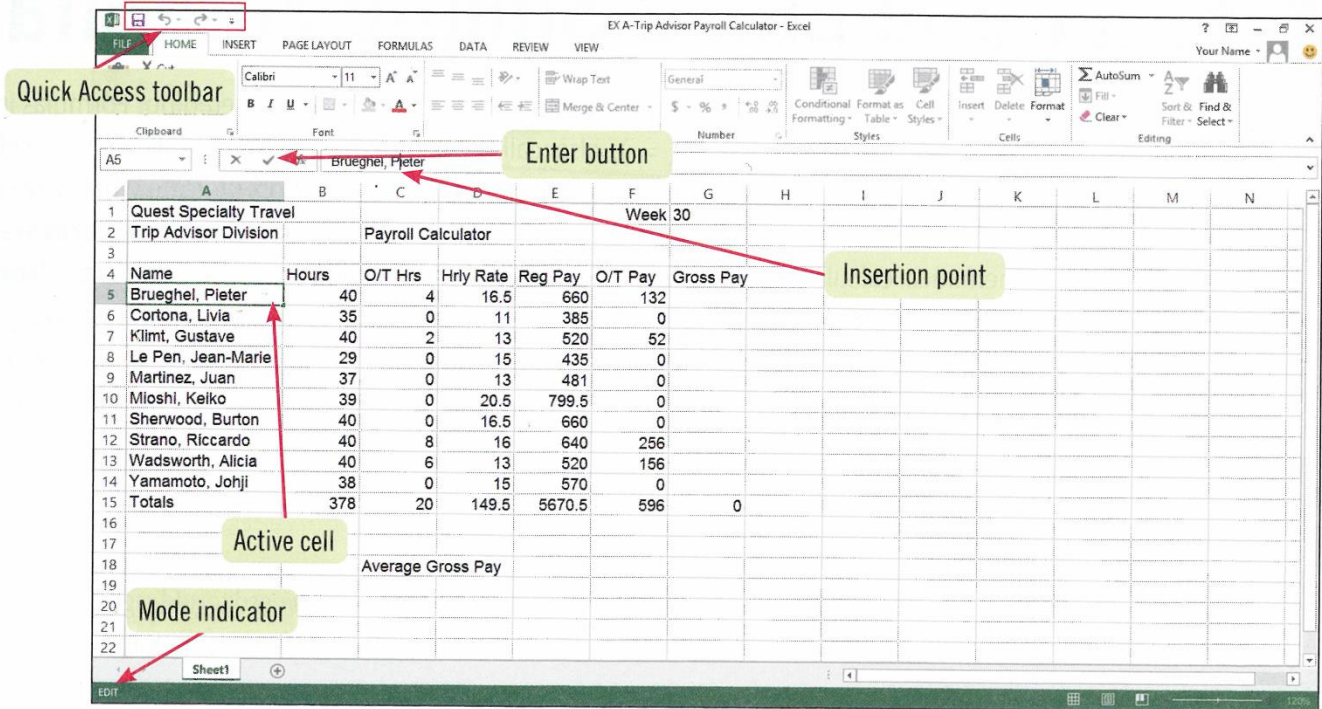 EX A-Trip Advisor Payroll Calculator - Excel
FILE HOME INSERT PAGE LAYOUT FORMULAS DATA REVIEW VIEW Your Name
Quick Access toolbar
Cut Calibri 11 A A Wrap Text General AutoSum
B I U A Merge & Center $ - % , Conditional Formatting Format as Table Cell Styles Insert Delete Format Fill Clear Sort & Filter Find & Select
Clipboard Font Number Styles Cells Editing
A5 Brueghel, Pieter
Enter button
A B C D E F G H I J K L M N
1 Quest Specialty Travel Week 30
2 Trip Advisor Division Payroll Calculator
3
4 Name Hours O/T Hrs Hrly Rate Reg Pay O/T Pay Gross Pay
Insertion point
5 Brueghel, Pieter 40 4 16.5 660 132
6 Cortona, Livia 35 0 11 385 0
7 Klimt, Gustave 40 2 13 520 52
8 Le Pen, Jean-Marie 29 0 15 435 0
9 Martinez, Juan 37 0 13 481 0
10 Mioshi, Keiko 39 0 20.5 799.5 0
11 Sherwood, Burton 40 0 16.5 660 0
12 Strano, Riccardo 40 8 16 640 256
13 Wadsworth, Alicia 40 6 13 520 156
14 Yamamoto, Johji 38 0 15 570 0
15 Totals 378 20 149.5 5670.5 596 0
16
17
Active cell
18 Average Gross Pay
19
20
Mode indicator
21
22
Sheet1
EDIT 120%